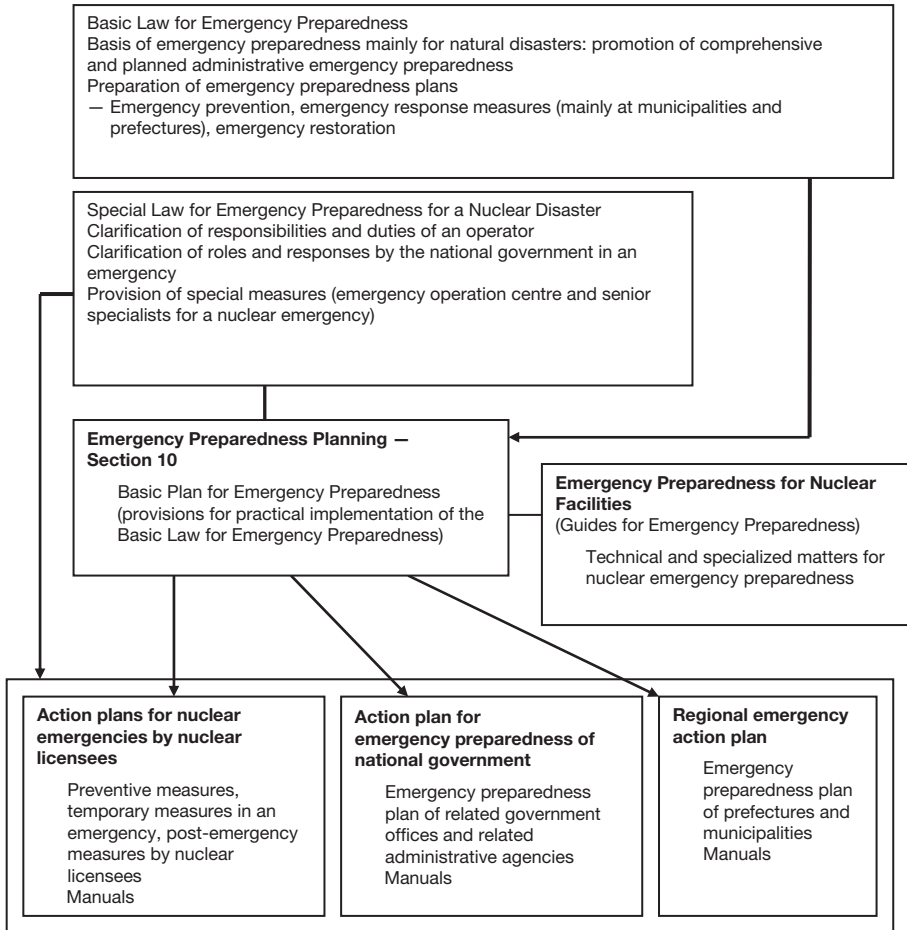 Basic Law for Emergency Preparedness
Basis of emergency preparedness mainly for natural disasters: promotion of comprehensive
and planned administrative emergency preparedness
Preparation of emergency preparedness plans
— Emergency prevention, emergency response measures (mainly at municipalities and
prefectures), emergency restoration
Special Law for Emergency Preparedness for a Nuclear Disaster
Clarification of responsibilities and duties of an operator
Clarification of roles and responses by the national government in an
emergency
Provision of special measures (emergency operation centre and senior
specialists for a nuclear emergency)
Emergency Preparedness Planning —
Section 10
Basic Plan for Emergency Preparedness
(provisions for practical implementation of the
Basic Law for Emergency Preparedness)
Emergency Preparedness for Nuclear
Facilities
(Guides for Emergency Preparedness)
Technical and specialized matters for
nuclear emergency preparedness
Action plans for nuclear
emergencies by nuclear
licensees
Preventive measures,
temporary measures in an
emergency, post-emergency
measures by nuclear
licensees
Manuals
Action plan for
emergency preparedness of
national government
Emergency preparedness
plan of related government
offices and related
administrative agencies
Manuals
Regional emergency
action plan
Emergency
preparedness plan
of prefectures and
municipalities
Manuals